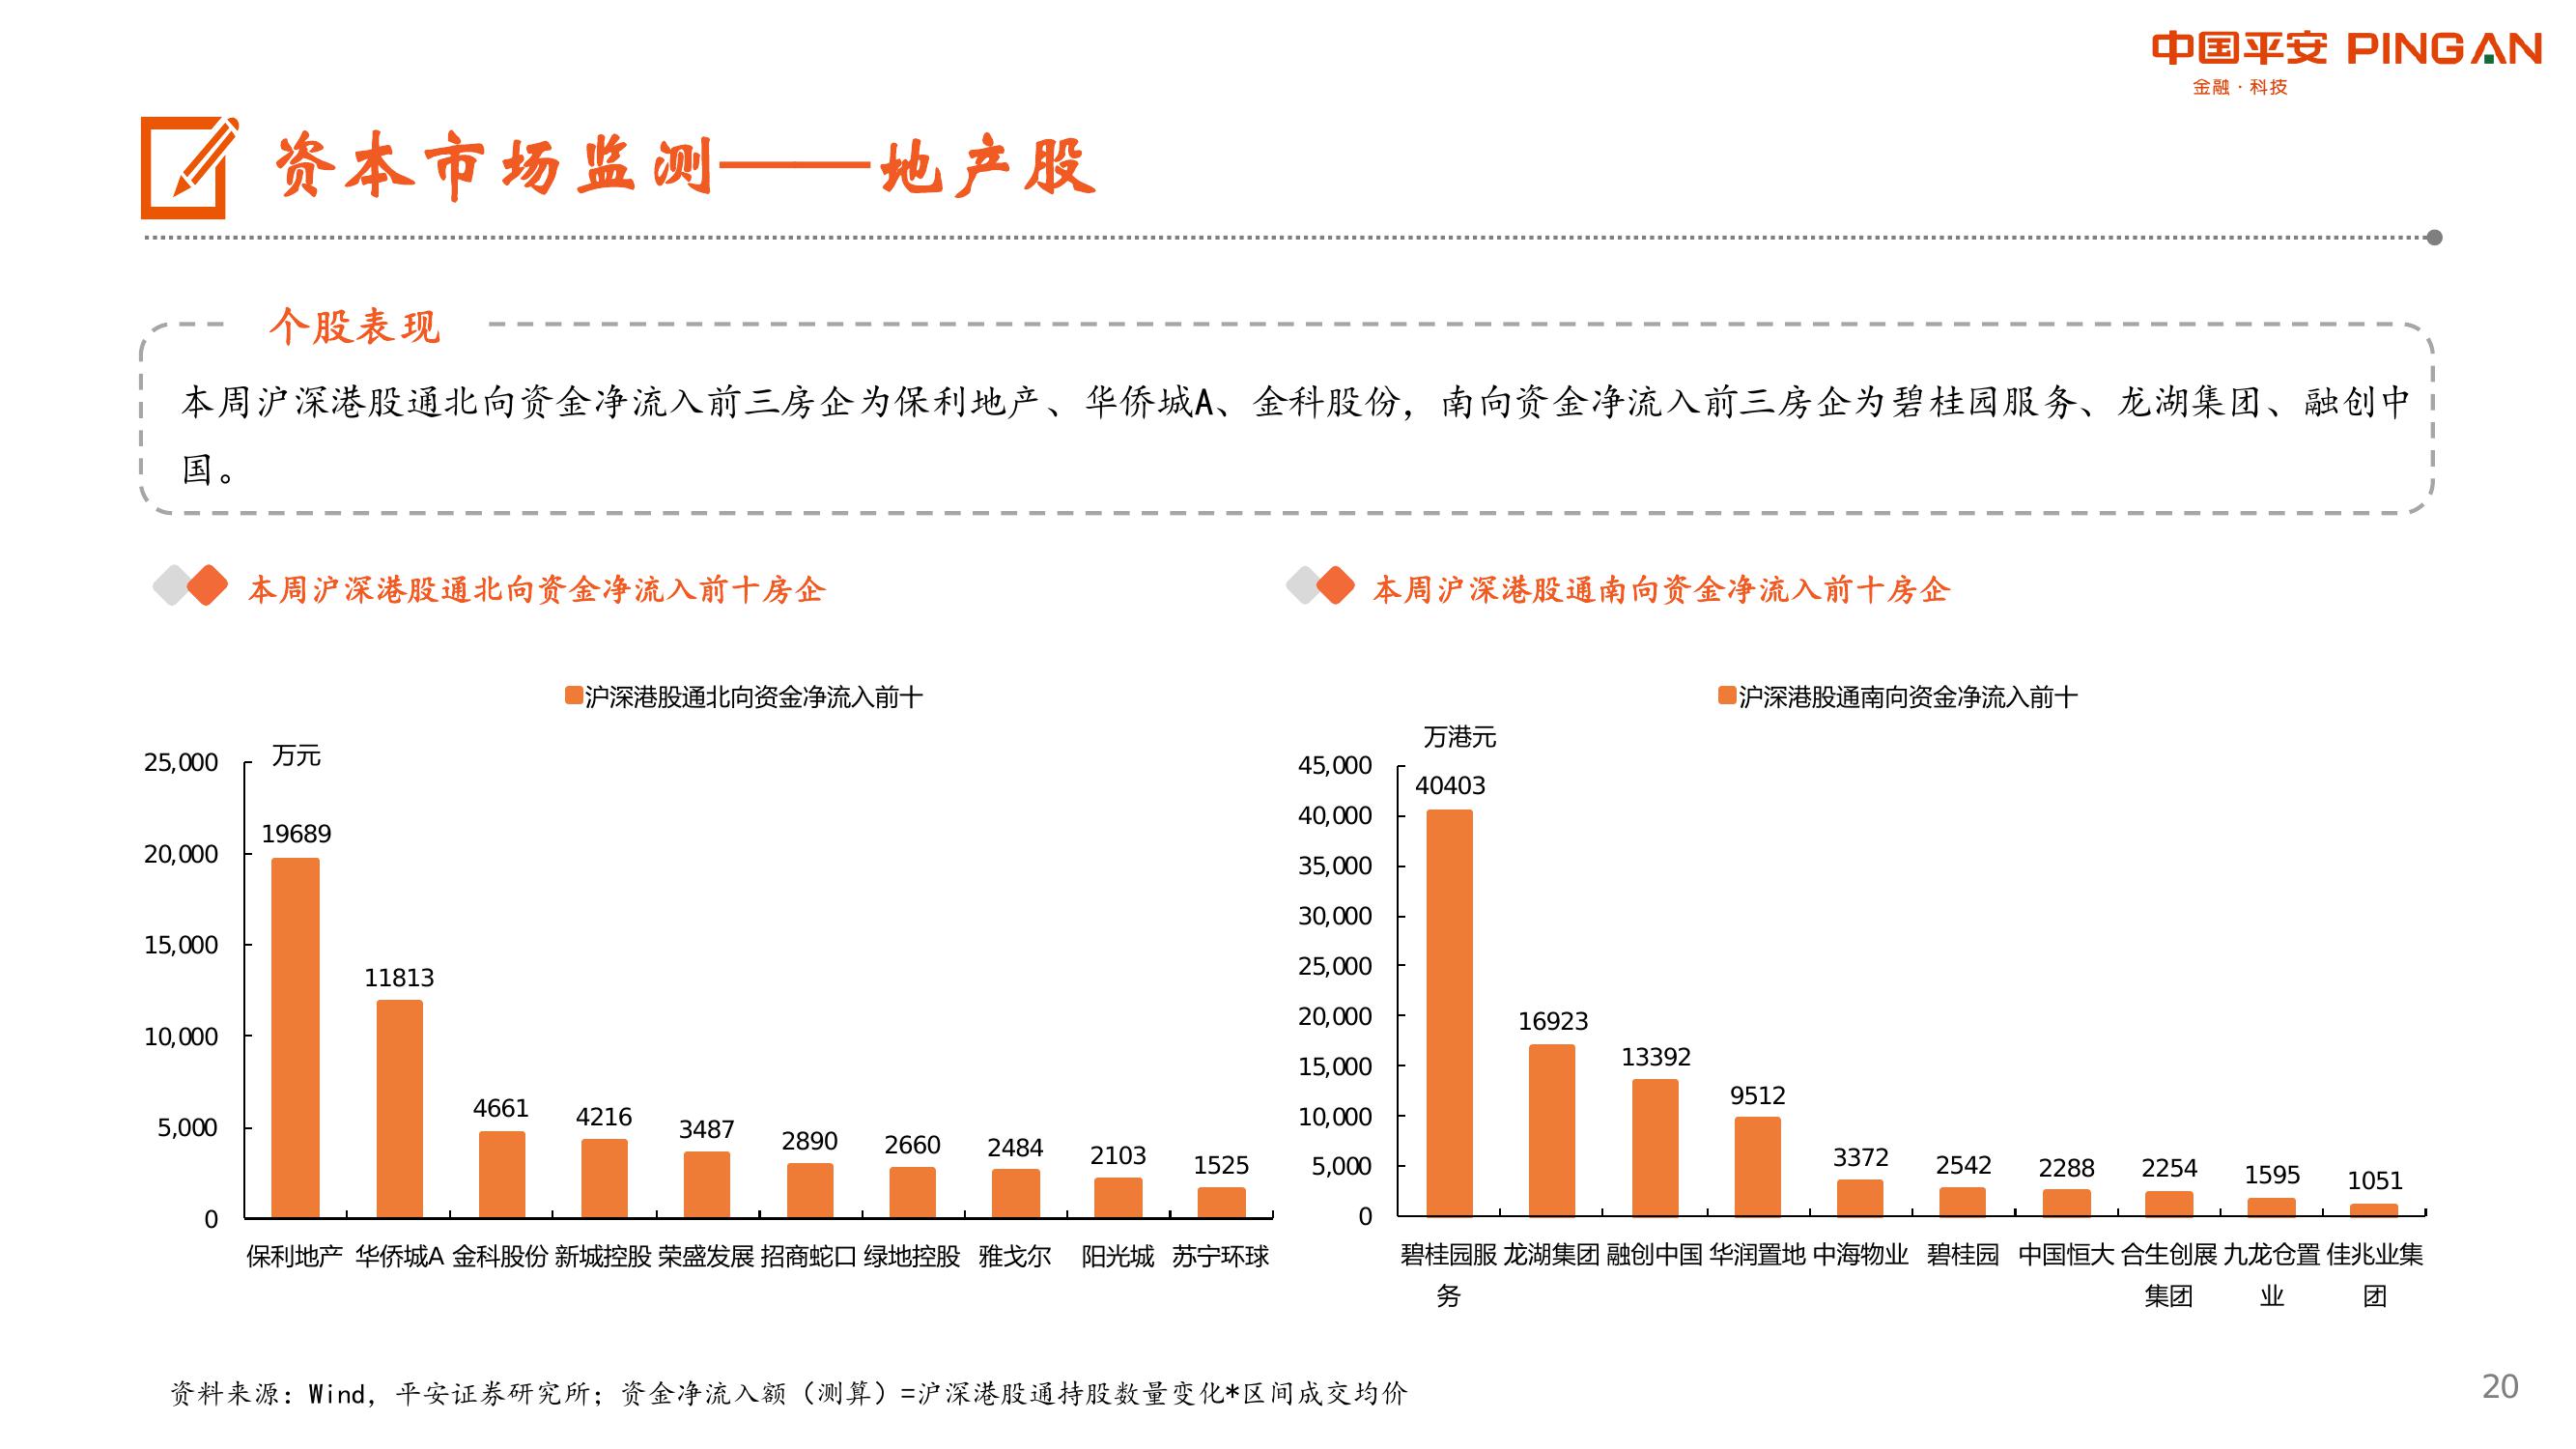 中国平安 PINGAN
金融·科技
资本市场监测——地产股
个股表现
本周沪深港股通北向资金净流入前三房企为保利地产、华侨城A、金科股份，南向资金净流入前三房企为碧桂园服务、龙湖集团、融创中
国。
本周沪深港股通北向资金净流入前十房企
沪深港股通北向资金净流入前十
万元
25,000
20,000
15,000
10,000
5,000
0
19689
11813
4661
4216
3487
2890
2660
2484
2103
1525
保利地产 华侨城A 金科股份 新城控股 荣盛发展 招商蛇口 绿地控股 雅戈尔 阳光城 苏宁环球
本周沪深港股通南向资金净流入前十房企
沪深港股通南向资金净流入前十
万港元
45,000
40,000
35,000
30,000
25,000
20,000
15,000
10,000
5,000
0
40403
16923
13392
9512
3372
2542
2288
2254
1595
1051
碧桂园服 龙湖集团 融创中国 华润置地 中海物业 碧桂园 中国恒大 合生创展 九龙仓置 佳兆业集
务 集团 业 团
资料来源：Wind，平安证券研究所；资金净流入额（测算）=沪深港股通持股数量变化*区间成交均价
20